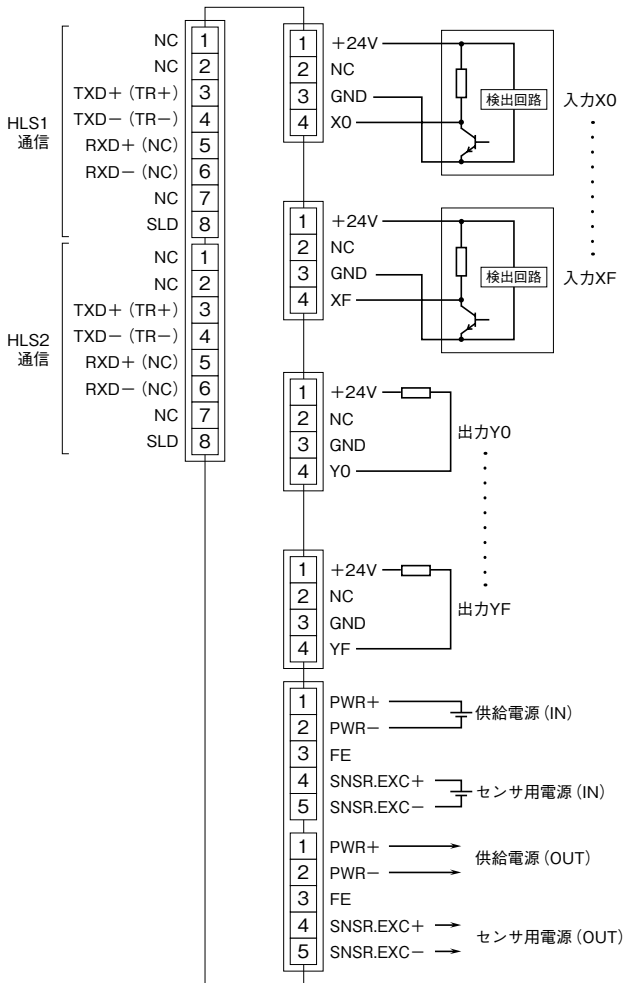 HLS1
通信
NC 1
NC 2
TXD+ (TR+) 3
TXD− (TR−) 4
RXD+ (NC) 5
RXD− (NC) 6
NC 7
SLD 8
HLS2
通信
NC 1
NC 2
TXD+ (TR+) 3
TXD− (TR−) 4
RXD+ (NC) 5
RXD− (NC) 6
NC 7
SLD 8
1 +24V
2 NC
3 GND
4 X0
検出回路
入力X0
1 +24V
2 NC
3 GND
4 XF
検出回路
入力XF
1 +24V
2 NC
3 GND
4 Y0
出力Y0
1 +24V
2 NC
3 GND
4 YF
出力YF
1 PWR+
2 PWR−
供給電源 (IN)
3 FE
4 SNSR.EXC+
5 SNSR.EXC−
センサ用電源 (IN)
1 PWR+
2 PWR−
供給電源 (OUT)
3 FE
4 SNSR.EXC+
5 SNSR.EXC−
センサ用電源 (OUT)